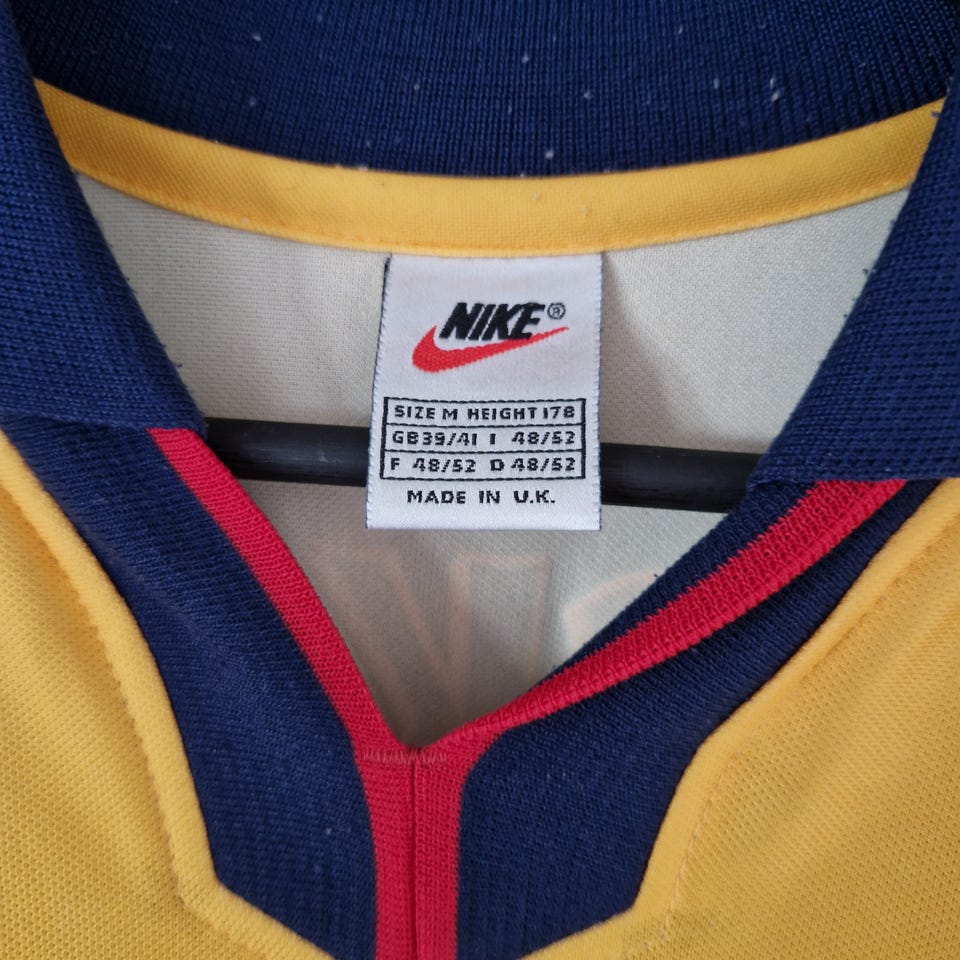 NIKE®
SIZE M HEIGHT 178
GB39/41 I 48/52
F 48/52 D 48/52
MADE IN U.K.